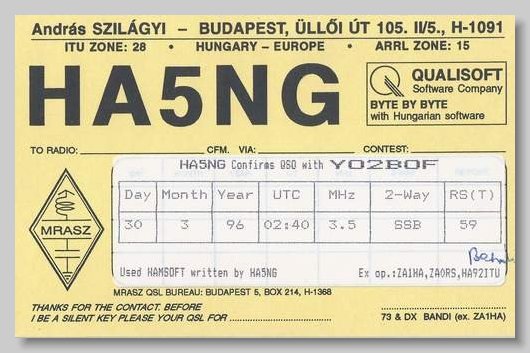 András SZILÁGYI – BUDAPEST, ÜLLŐI ÚT 105. II/5., H-1091
ITU ZONE: 28 • HUNGARY – EUROPE • ARRL ZONE: 15
HA5NG
QUALISOFT
Software Company
BYTE BY BYTE
with Hungarian software
TO RADIO: CFM. VIA: CONTEST:
HA5NG Confirms QSO with YO2BOF
Day Month Year UTC MHz 2-Way RS(T)
30 3 96 02:40 3.5 SSB 59
MRASZ
Used HAMSOFT written by HA5NG Ex op.:ZA1HA,ZA0RS,HA92ITU
MRASZ QSL BUREAU: BUDAPEST 5, BOX 214, H-1368
THANKS FOR THE CONTACT. BEFORE
I BE A SILENT KEY PLEASE YOUR QSL FOR
73 & DX BANDI (ex. ZA1HA)